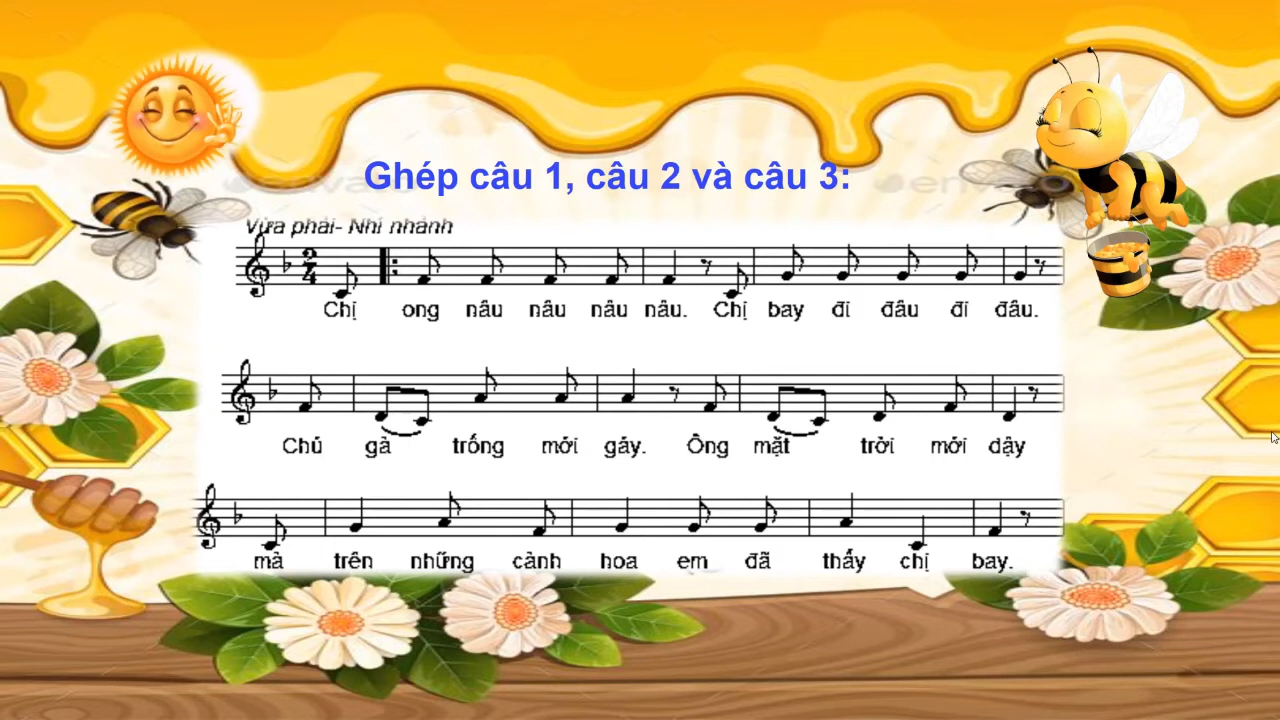 Ghép câu 1, câu 2 và câu 3:
Vừa phải- Nhí nhảnh
2
4
Chị ong nâu nâu nâu nâu. Chị bay đi đâu đi đâu.
Chú gà trống mới gáy. Ông mặt trời mới dậy
mà trên những cành hoa em đã thấy chị bay.